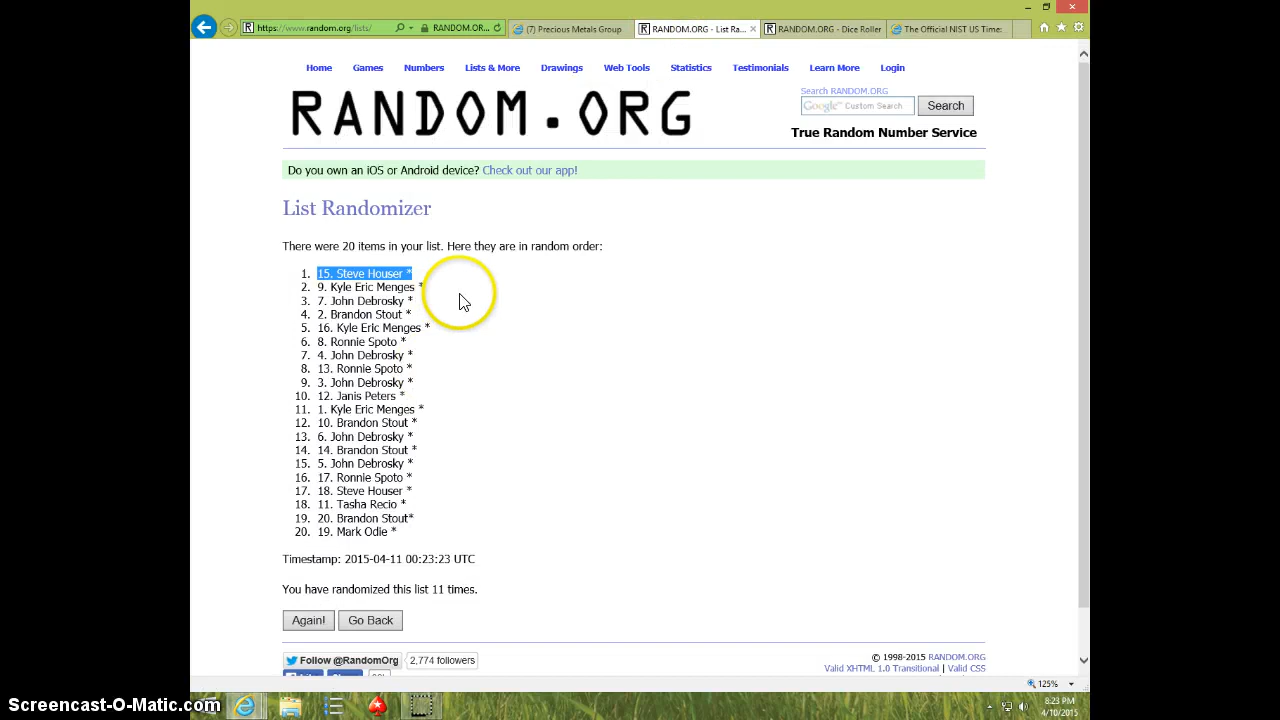 https://www.random.org/lists/
RANDOM.OR...
(7) Precious Metals Group
RANDOM.ORG - List Ra...
RANDOM.ORG - Dice Roller
The Official NIST US Time:
Home Games Numbers Lists & More Drawings Web Tools Statistics Testimonials Learn More Login
RANDOM.ORG
Search RANDOM.ORG
Google™ Custom Search
Search
True Random Number Service
Do you own an iOS or Android device? Check out our app!
List Randomizer
There were 20 items in your list. Here they are in random order:
1. 15. Steve Houser *
2. 9. Kyle Eric Menges *
3. 7. John Debrosky *
4. 2. Brandon Stout *
5. 16. Kyle Eric Menges *
6. 8. Ronnie Spoto *
7. 4. John Debrosky *
8. 13. Ronnie Spoto *
9. 3. John Debrosky *
10. 12. Janis Peters *
11. 1. Kyle Eric Menges *
12. 10. Brandon Stout *
13. 6. John Debrosky *
14. 14. Brandon Stout *
15. 5. John Debrosky *
16. 17. Ronnie Spoto *
17. 18. Steve Houser *
18. 11. Tasha Recio *
19. 20. Brandon Stout*
20. 19. Mark Odie *
Timestamp: 2015-04-11 00:23:23 UTC
You have randomized this list 11 times.
Again! Go Back
Follow @RandomOrg
2,774 followers
© 1998-2015 RANDOM.ORG
Valid XHTML 1.0 Transitional | Valid CSS
125%
8:23 PM
4/10/2015
Screencast-O-Matic.com